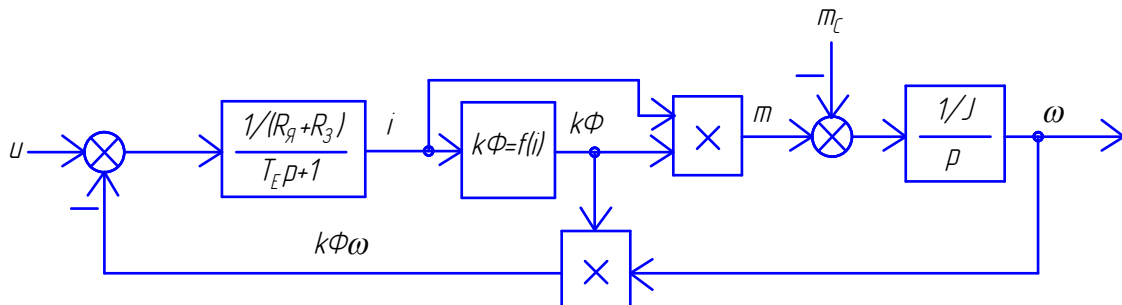 m_C
u
1/(R_Я+R_З)
T_E p+1
i
kФ=f(i)
kФ
×
m
1/J
p
ω
kФω
×